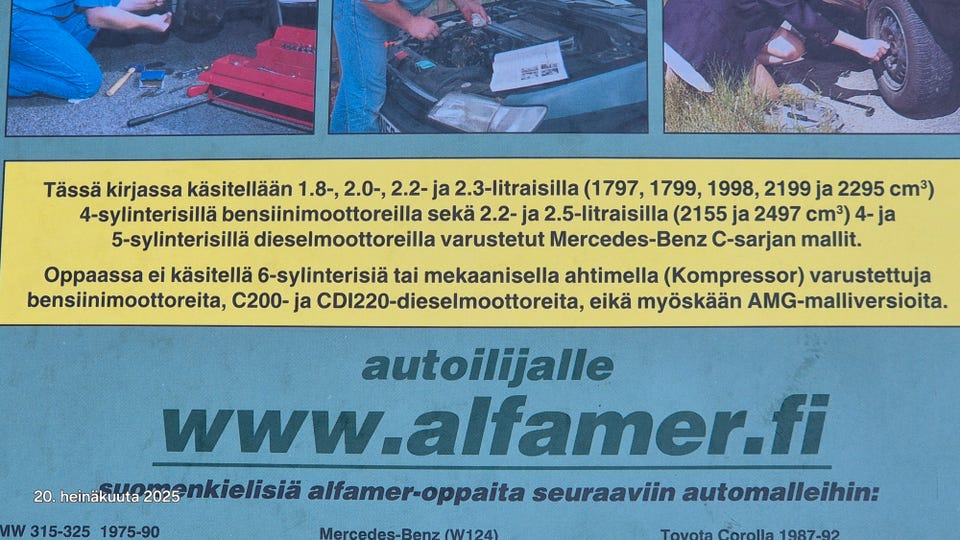 Tässä kirjassa käsitellään 1.8-, 2.0-, 2.2- ja 2.3-litraisilla (1797, 1799, 1998, 2199 ja 2295 cm³)
4-sylinterisillä bensiinimoottoreilla sekä 2.2- ja 2.5-litraisilla (2155 ja 2497 cm³) 4- ja
5-sylinterisillä dieselmoottoreilla varustetut Mercedes-Benz C-sarjan mallit.
Oppaassa ei käsitellä 6-sylinterisiä tai mekaanisella ahtimella (Kompressor) varustettuja
bensiinimoottoreita, C200- ja CDI220-dieselmoottoreita, eikä myöskään AMG-malliversioita.
autoilijalle
www.alfamer.fi
suomenkielisiä alfamer-oppaita seuraaviin automalleihin:
20. heinäkuuta 2025
MW 315-325 1975-90 Mercedes-Benz (W124) Toyota Corolla 1987-92